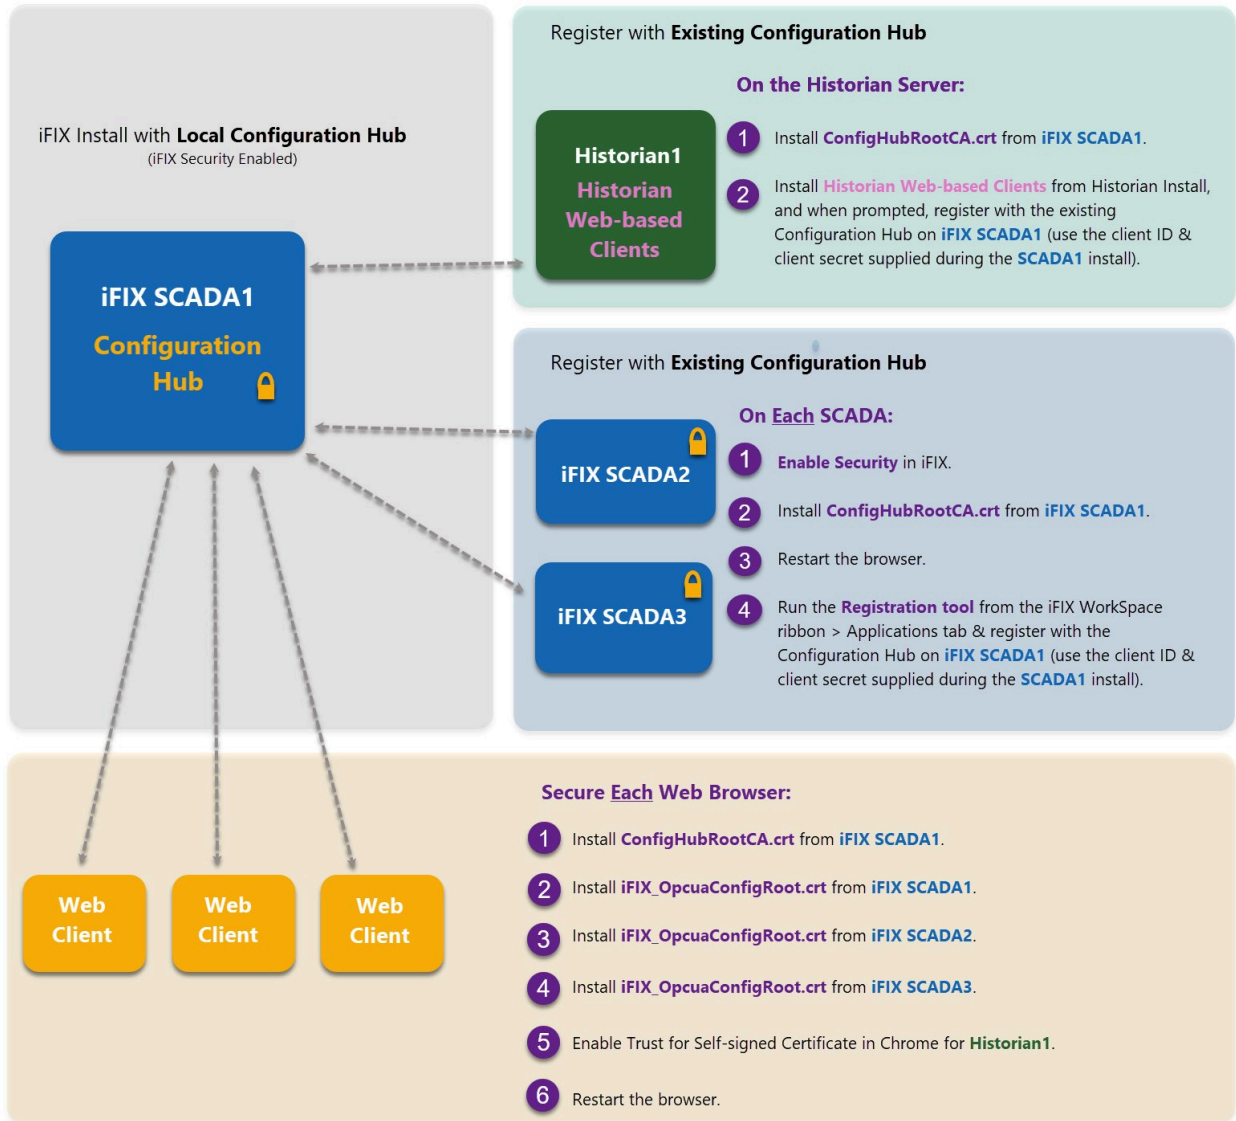 iFIX Install with Local Configuration Hub
(iFIX Security Enabled)
iFIX SCADA1
Configuration
Hub
Register with Existing Configuration Hub
Historian1
Historian
Web-based
Clients
On the Historian Server:
1 Install ConfigHubRootCA.crt from iFIX SCADA1.
2 Install Historian Web-based Clients from Historian Install,
and when prompted, register with the existing
Configuration Hub on iFIX SCADA1 (use the client ID &
client secret supplied during the SCADA1 install).
Register with Existing Configuration Hub
iFIX SCADA2
iFIX SCADA3
On Each SCADA:
1 Enable Security in iFIX.
2 Install ConfigHubRootCA.crt from iFIX SCADA1.
3 Restart the browser.
4 Run the Registration tool from the iFIX WorkSpace
ribbon > Applications tab & register with the
Configuration Hub on iFIX SCADA1 (use the client ID &
client secret supplied during the SCADA1 install).
Web
Client
Web
Client
Web
Client
Secure Each Web Browser:
1 Install ConfigHubRootCA.crt from iFIX SCADA1.
2 Install iFIX_OpcuaConfigRoot.crt from iFIX SCADA1.
3 Install iFIX_OpcuaConfigRoot.crt from iFIX SCADA2.
4 Install iFIX_OpcuaConfigRoot.crt from iFIX SCADA3.
5 Enable Trust for Self-signed Certificate in Chrome for Historian1.
6 Restart the browser.